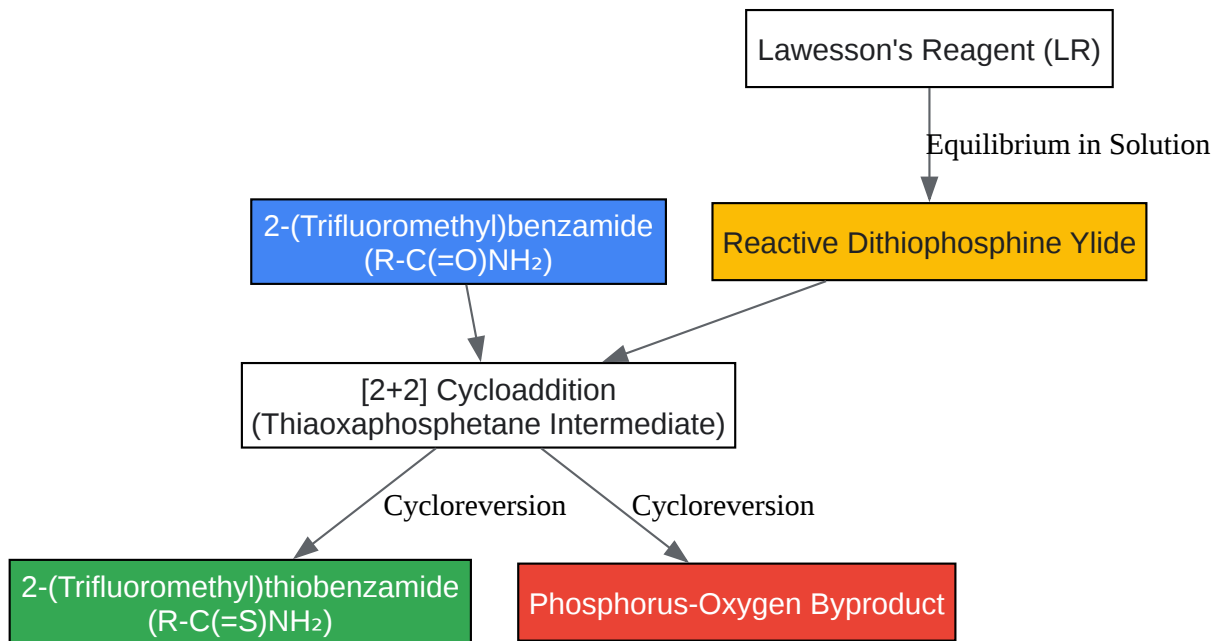 Lawesson's Reagent (LR)
Equilibrium in Solution
2-(Trifluoromethyl)benzamide
(R-C(=O)NH₂)
Reactive Dithiophosphine Ylide
[2+2] Cycloaddition
(Thiaoxaphosphetane Intermediate)
Cycloreversion
Cycloreversion
2-(Trifluoromethyl)thiobenzamide
(R-C(=S)NH₂)
Phosphorus-Oxygen Byproduct